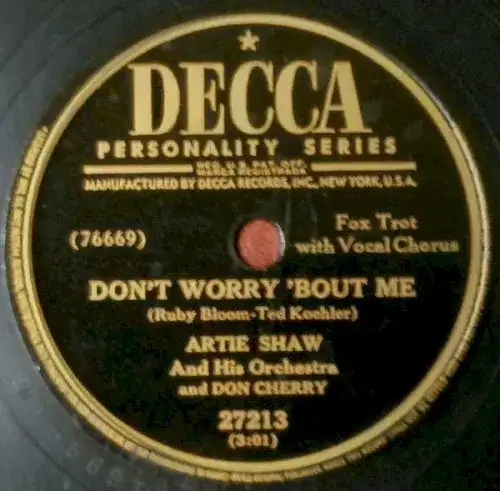 DECCA
PERSONALITY SERIES
REG. U.S. PAT. OFF.
MARCA REGISTRADA
MANUFACTURED BY DECCA RECORDS, INC., NEW YORK, U.S.A.
(76669)
Fox Trot
with Vocal Chorus
DON'T WORRY 'BOUT ME
(Ruby Bloom-Ted Koehler)
ARTIE SHAW
And His Orchestra
and DON CHERRY
27213
(3:01)